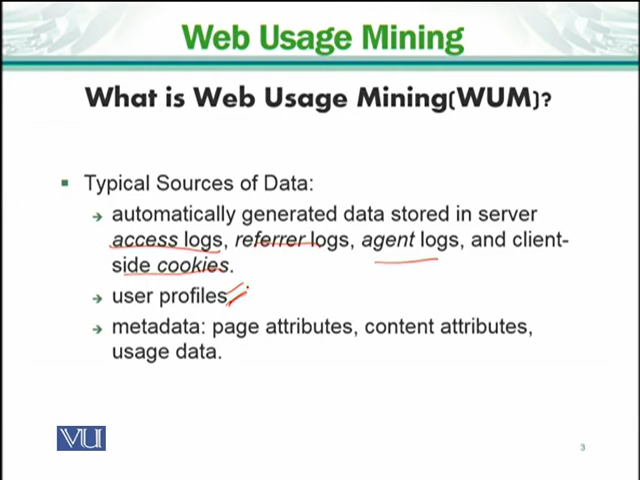 Web Usage Mining
What is Web Usage Mining(WUM)?
Typical Sources of Data:
automatically generated data stored in server
access logs, referrer logs, agent logs, and client-
side cookies.
user profiles
metadata: page attributes, content attributes,
usage data.
VU
3